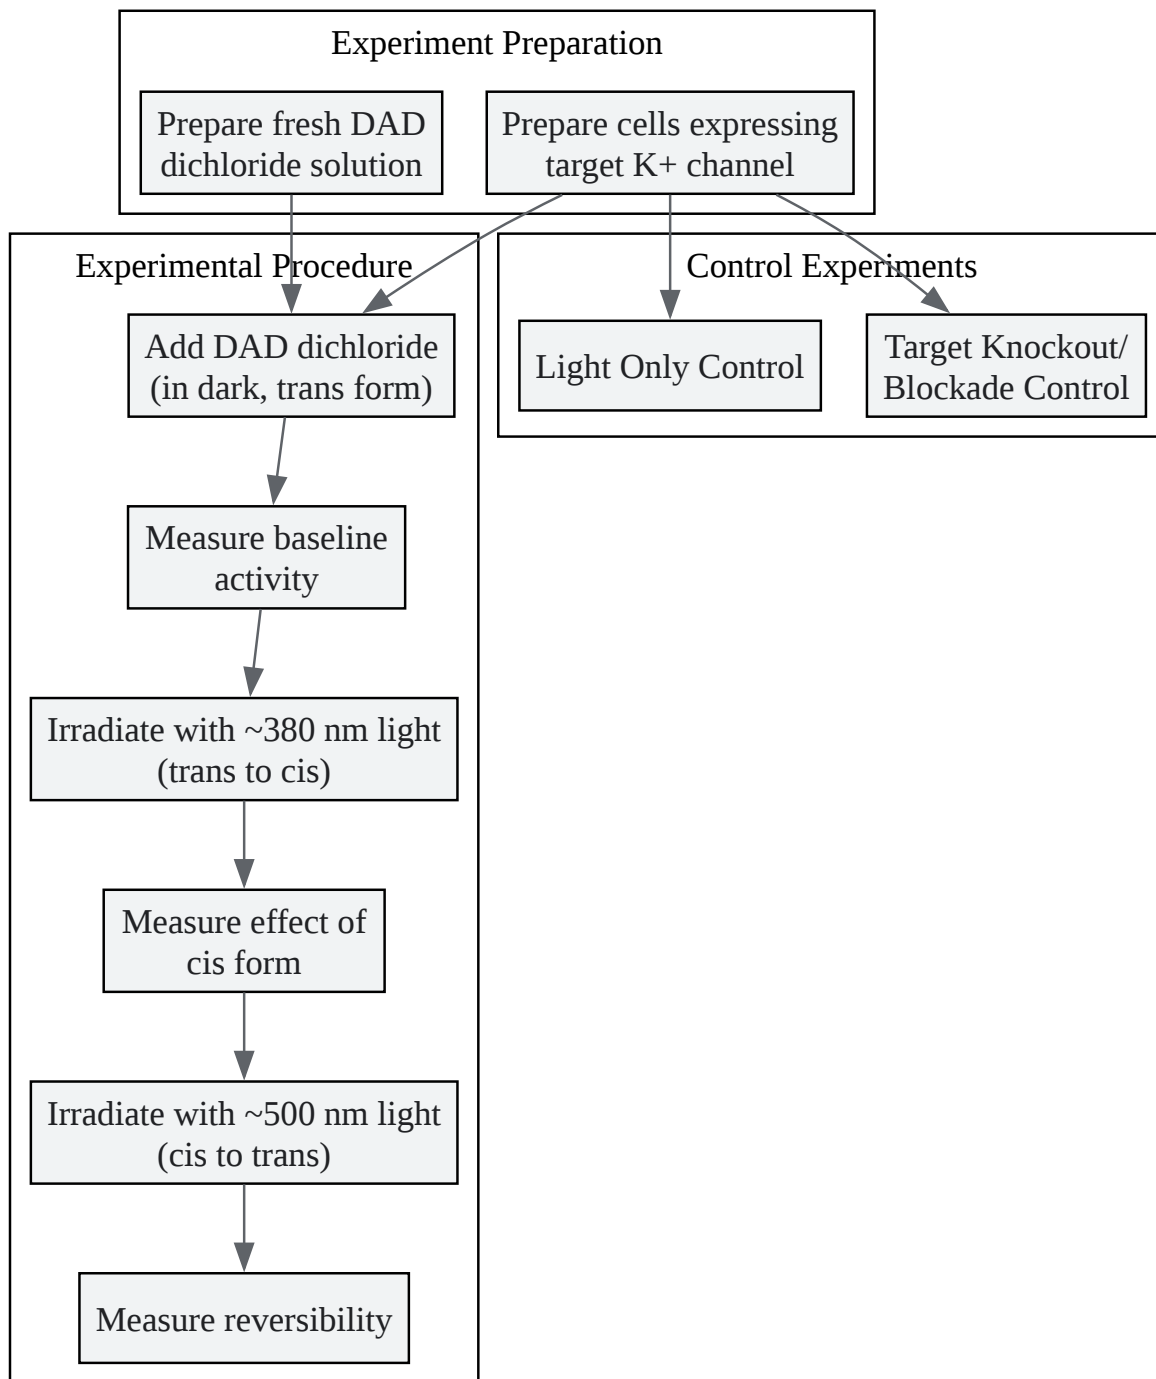 Experiment Preparation
Prepare fresh DAD
dichloride solution
Prepare cells expressing
target K+ channel
Experimental Procedure
Control Experiments
Add DAD dichloride
(in dark, trans form)
Light Only Control
Target Knockout/
Blockade Control
Measure baseline
activity
Irradiate with ~380 nm light
(trans to cis)
Measure effect of
cis form
Irradiate with ~500 nm light
(cis to trans)
Measure reversibility